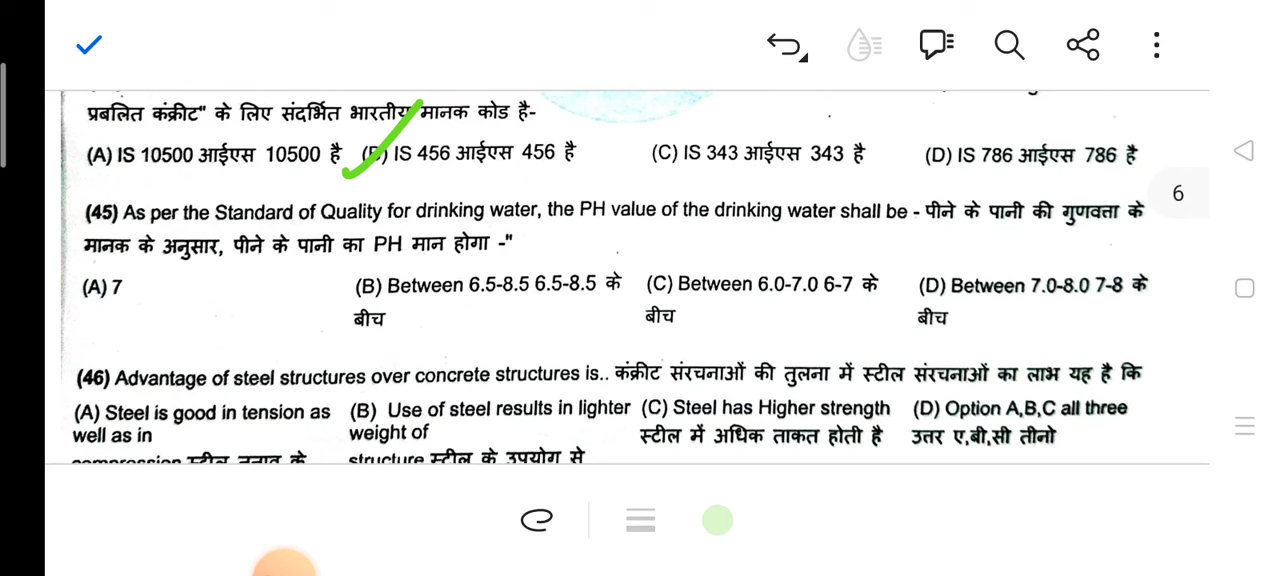 प्रबलित कंक्रीट" के लिए संदर्भित भारतीय मानक कोड है-
(A) IS 10500 आईएस 10500 है (B) IS 456 आईएस 456 है (C) IS 343 आईएस 343 है (D) IS 786 आईएस 786 है
6
(45) As per the Standard of Quality for drinking water, the PH value of the drinking water shall be - पीने के पानी की गुणवत्ता के
मानक के अनुसार, पीने के पानी का PH मान होगा -"
(A) 7 (B) Between 6.5-8.5 6.5-8.5 के (C) Between 6.0-7.0 6-7 के (D) Between 7.0-8.0 7-8 के
बीच बीच बीच
(46) Advantage of steel structures over concrete structures is.. कंक्रीट संरचनाओं की तुलना में स्टील संरचनाओं का लाभ यह है कि
(A) Steel is good in tension as (B) Use of steel results in lighter (C) Steel has Higher strength (D) Option A,B,C all three
well as in weight of स्टील में अधिक ताकत होती है उतर ए,बी,सी तीनो
compression स्टील तनाव के structure स्टील के उपयोग से